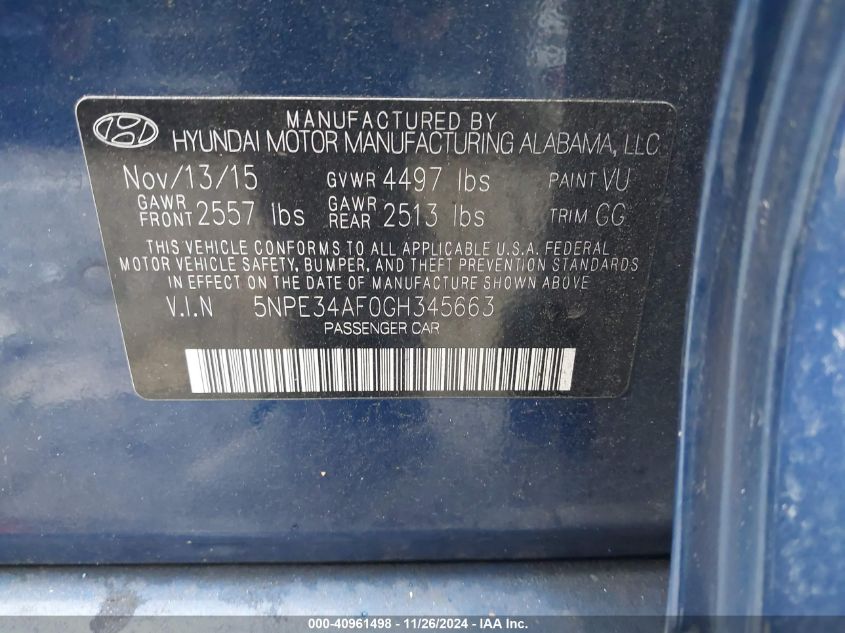 MANUFACTURED BY
HYUNDAI MOTOR MANUFACTURING ALABAMA, LLC
Nov/13/15 GVWR 4497 lbs PAINT VU
GAWR FRONT 2557 lbs GAWR REAR 2513 lbs TRIM GG
THIS VEHICLE CONFORMS TO ALL APPLICABLE U.S.A. FEDERAL
MOTOR VEHICLE SAFETY, BUMPER, AND THEFT PREVENTION STANDARDS
IN EFFECT ON THE DATE OF MANUFACTURE SHOWN ABOVE
V.I.N 5NPE34AF0GH345663
PASSENGER CAR
000-40961498 - 11/26/2024 - IAA Inc.